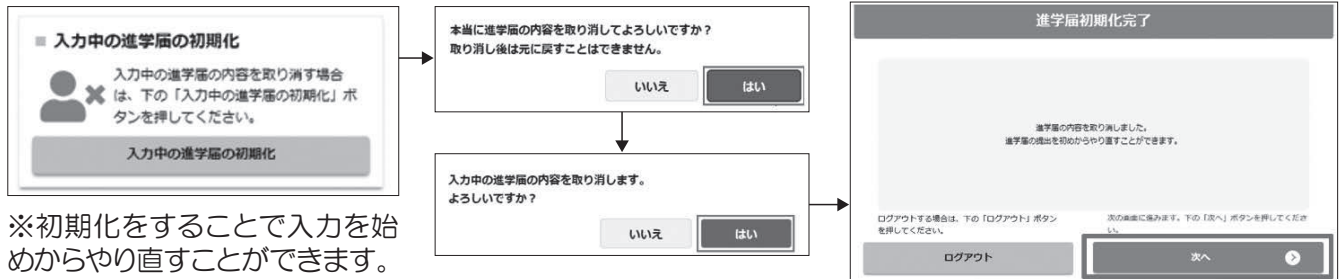 入力中の進学届の初期化
入力中の進学届の内容を取り消す場合
は、下の「入力中の進学届の初期化」ボ
タンを押してください。
入力中の進学届の初期化
※初期化をすることで入力を始
めからやり直すことができます。
本当に進学届の内容を取り消してよろしいですか？
取り消し後は元に戻すことはできません。
いいえ
はい
入力中の進学届の内容を取り消します。
よろしいですか？
いいえ
はい
進学届初期化完了
進学届の内容を取り消しました。
進学届の提出を初めからやり直すことができます。
ログアウトする場合は、下の「ログアウト」ボタン
を押してください。
ログアウト
次の画面に進みます。下の「次へ」ボタンを押してくださ
い。
次へ